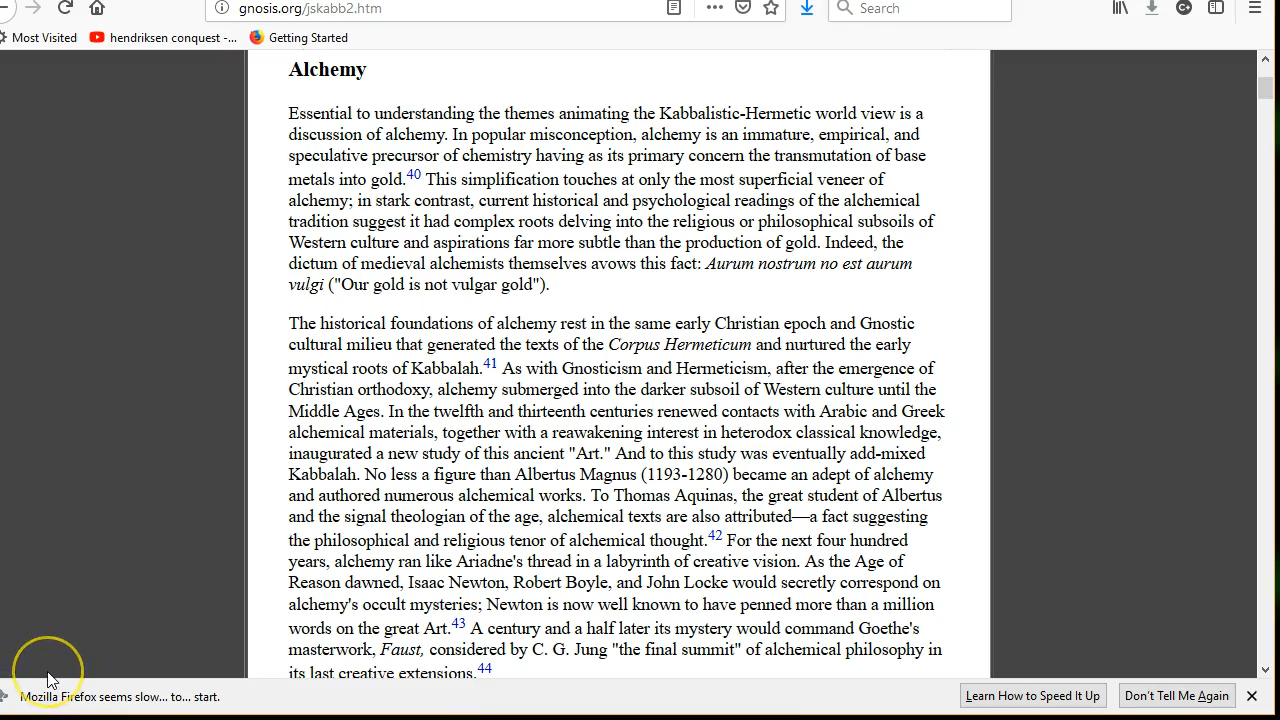 gnosis.org/jskabb2.htm
Search
Most Visited
hendriksen conquest -...
Getting Started
Alchemy
Essential to understanding the themes animating the Kabbalistic-Hermetic world view is a
discussion of alchemy. In popular misconception, alchemy is an immature, empirical, and
speculative precursor of chemistry having as its primary concern the transmutation of base
metals into gold.40 This simplification touches at only the most superficial veneer of
alchemy; in stark contrast, current historical and psychological readings of the alchemical
tradition suggest it had complex roots delving into the religious or philosophical subsoils of
Western culture and aspirations far more subtle than the production of gold. Indeed, the
dictum of medieval alchemists themselves avows this fact: Aurum nostrum no est aurum
vulgi ("Our gold is not vulgar gold").
The historical foundations of alchemy rest in the same early Christian epoch and Gnostic
cultural milieu that generated the texts of the Corpus Hermeticum and nurtured the early
mystical roots of Kabbalah.41 As with Gnosticism and Hermeticism, after the emergence of
Christian orthodoxy, alchemy submerged into the darker subsoil of Western culture until the
Middle Ages. In the twelfth and thirteenth centuries renewed contacts with Arabic and Greek
alchemical materials, together with a reawakening interest in heterodox classical knowledge,
inaugurated a new study of this ancient "Art." And to this study was eventually add-mixed
Kabbalah. No less a figure than Albertus Magnus (1193-1280) became an adept of alchemy
and authored numerous alchemical works. To Thomas Aquinas, the great student of Albertus
and the signal theologian of the age, alchemical texts are also attributed—a fact suggesting
the philosophical and religious tenor of alchemical thought.42 For the next four hundred
years, alchemy ran like Ariadne's thread in a labyrinth of creative vision. As the Age of
Reason dawned, Isaac Newton, Robert Boyle, and John Locke would secretly correspond on
alchemy's occult mysteries; Newton is now well known to have penned more than a million
words on the great Art.43 A century and a half later its mystery would command Goethe's
masterwork, Faust, considered by C. G. Jung "the final summit" of alchemical philosophy in
its last creative extensions.44
Mozilla Firefox seems slow... to... start.
Learn How to Speed It Up
Don't Tell Me Again